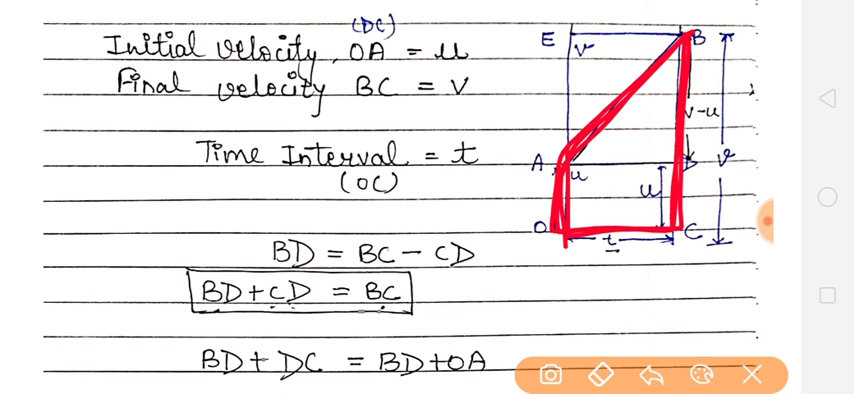 (DC)
Initial velocity, OA = u
Final velocity BC = v
Time Interval = t
(OC)
BD = BC - CD
BD + CD = BC
BD + DC = BD + OA
E
v
B
v-u
A
u
D
v
u
O
t
C